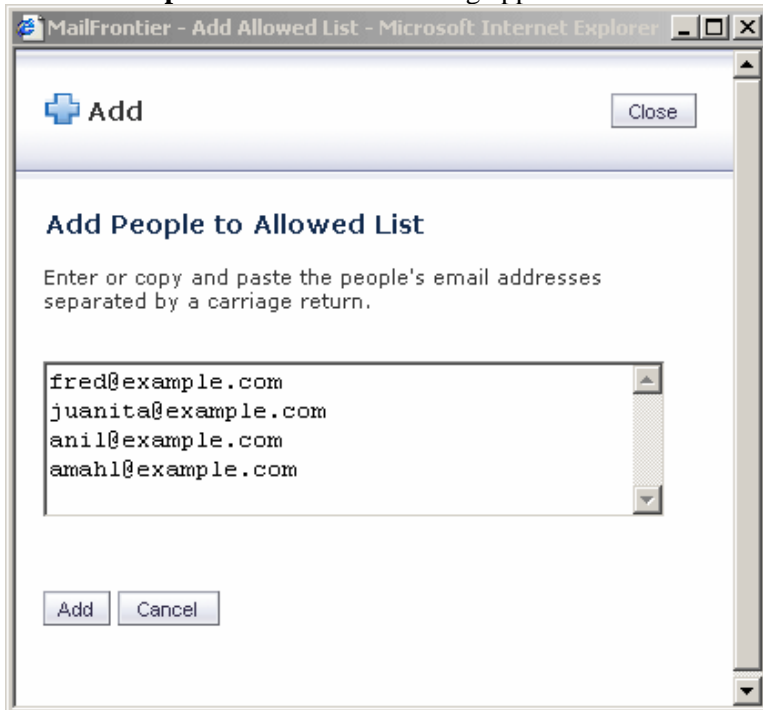 MailFrontier - Add Allowed List - Microsoft Internet Explorer
Add
Close
Add People to Allowed List
Enter or copy and paste the people's email addresses
separated by a carriage return.
fred@example.com
juanita@example.com
anil@example.com
amahl@example.com
Add Cancel